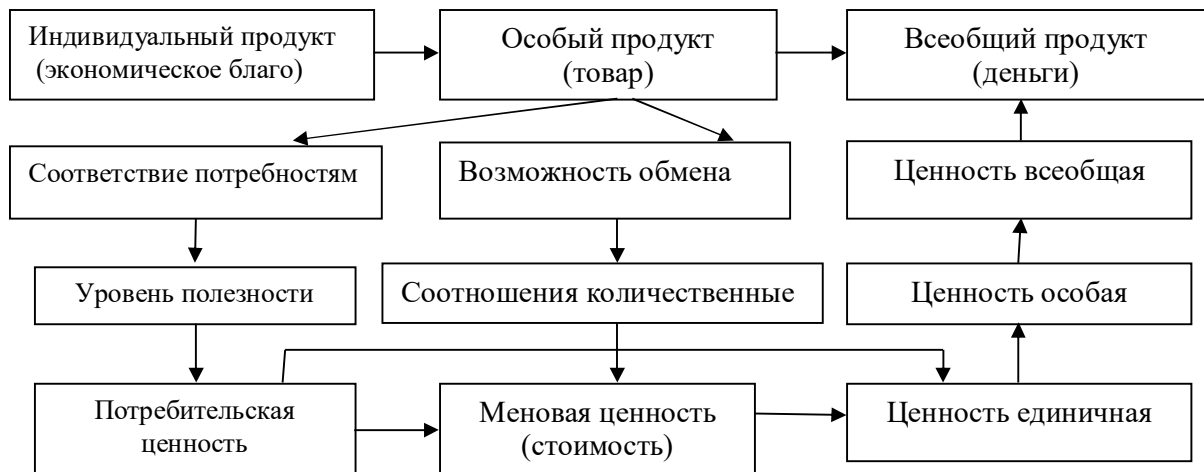 Индивидуальный продукт
(экономическое благо)
Особый продукт
(товар)
Всеобщий продукт
(деньги)
Соответствие потребностям
Возможность обмена
Ценность всеобщая
Уровень полезности
Соотношения количественные
Ценность особая
Потребительская
ценность
Меновая ценность
(стоимость)
Ценность единичная